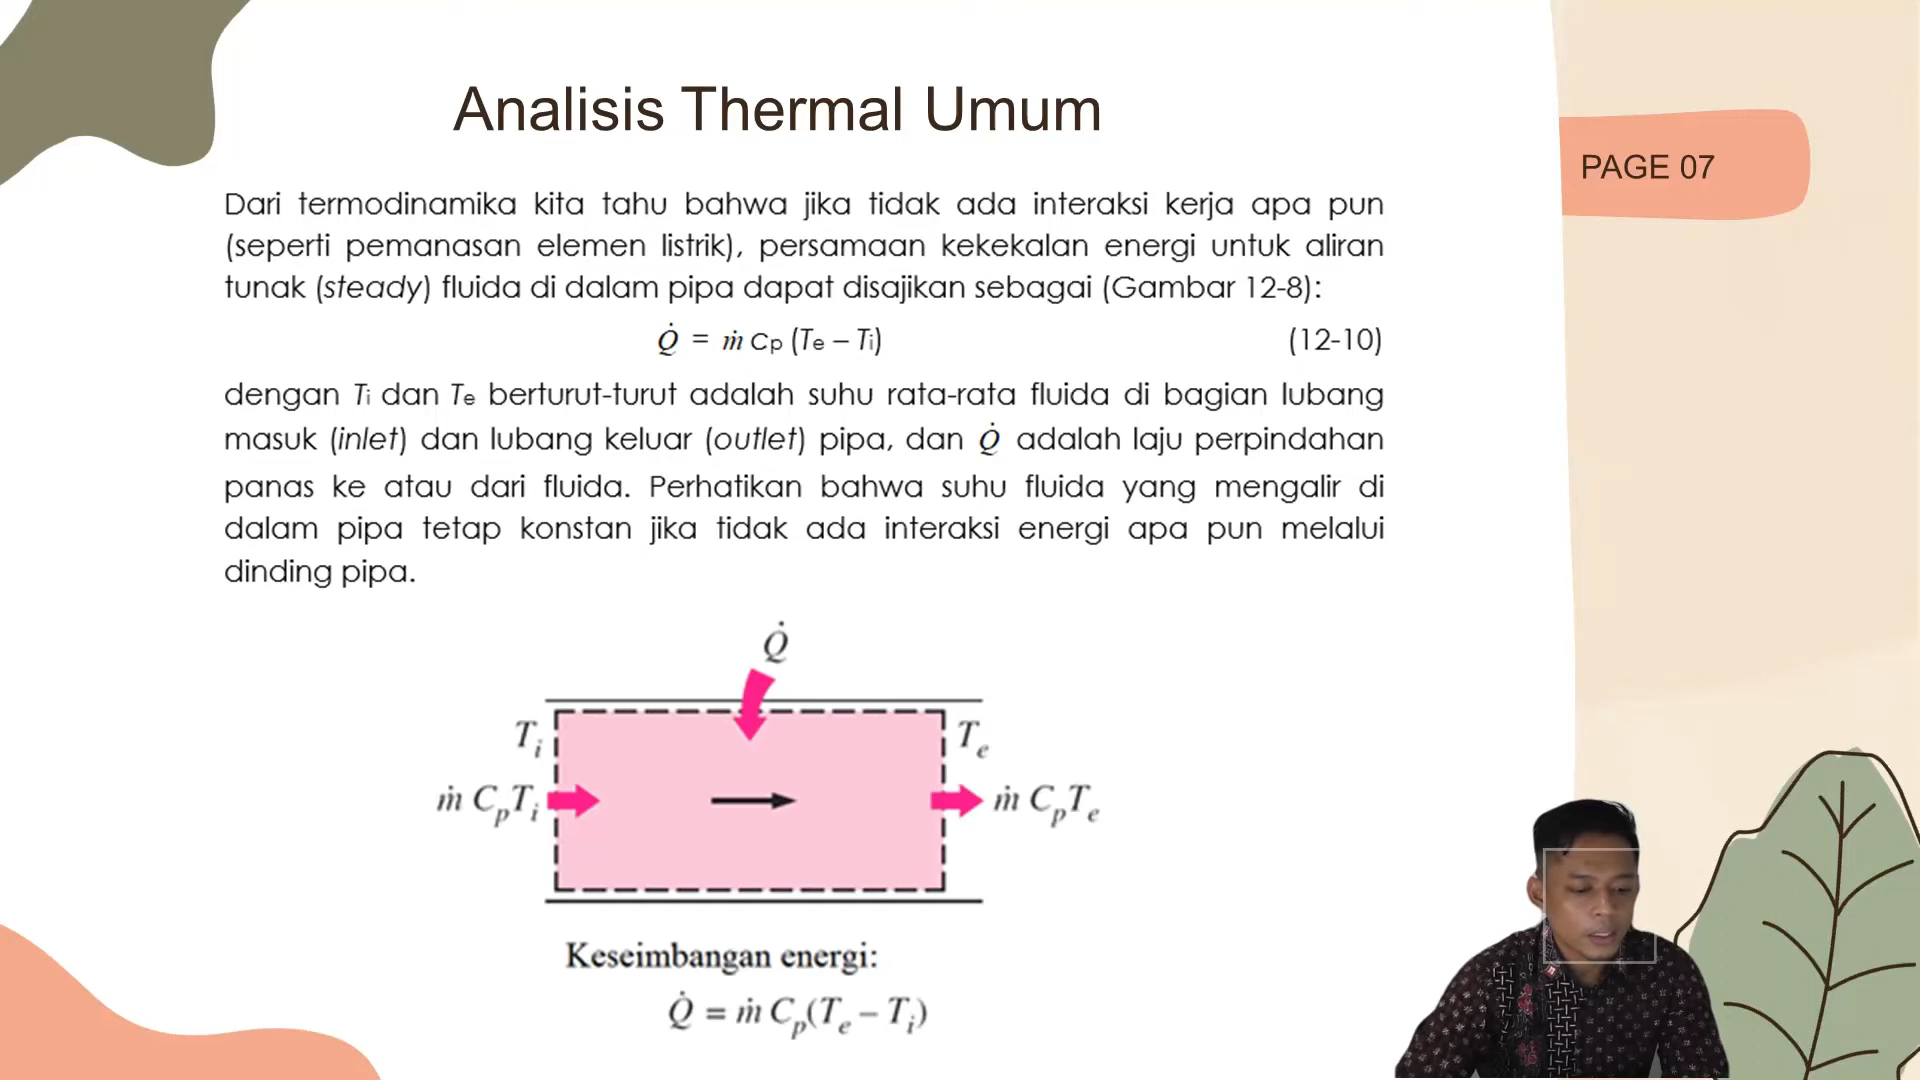 Analisis Thermal Umum
PAGE 07
Dari termodinamika kita tahu bahwa jika tidak ada interaksi kerja apa pun
(seperti pemanasan elemen listrik), persamaan kekekalan energi untuk aliran
tunak (steady) fluida di dalam pipa dapat disajikan sebagai (Gambar 12-8):
Q̇ = ṁ Cp (Te – Ti) (12-10)
dengan Ti dan Te berturut-turut adalah suhu rata-rata fluida di bagian lubang
masuk (inlet) dan lubang keluar (outlet) pipa, dan Q̇ adalah laju perpindahan
panas ke atau dari fluida. Perhatikan bahwa suhu fluida yang mengalir di
dalam pipa tetap konstan jika tidak ada interaksi energi apa pun melalui
dinding pipa.
Q̇
Ti Te
ṁ CpTi ṁ CpTe
Keseimbangan energi:
Q̇ = ṁ Cp(Te – Ti)